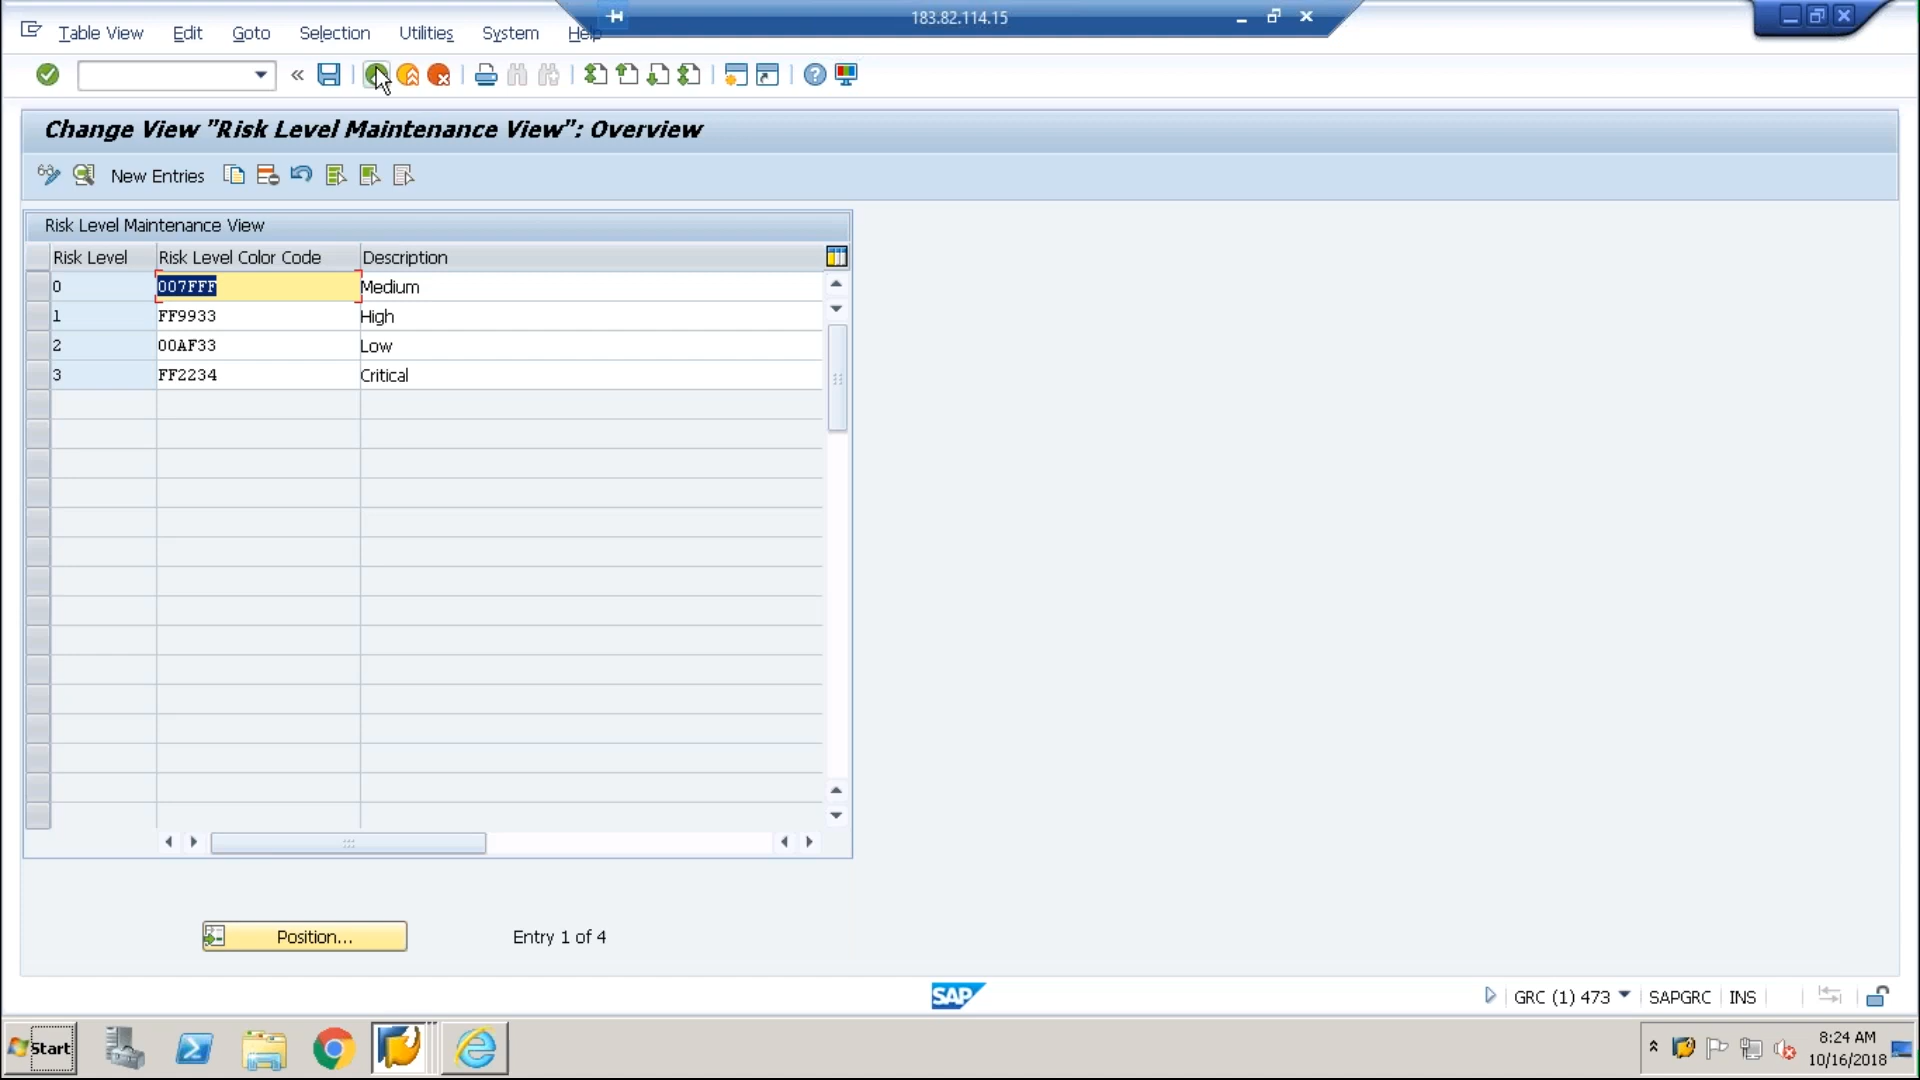 183.82.114.15
Table View Edit Goto Selection Utilities System Help
Change View "Risk Level Maintenance View": Overview
New Entries
Risk Level Maintenance View
Risk Level Risk Level Color Code Description
0 007FFF Medium
1 FF9933 High
2 00AF33 Low
3 FF2234 Critical
Position... Entry 1 of 4
SAP
GRC (1) 473 SAPGRC INS
Start
8:24 AM
10/16/2018